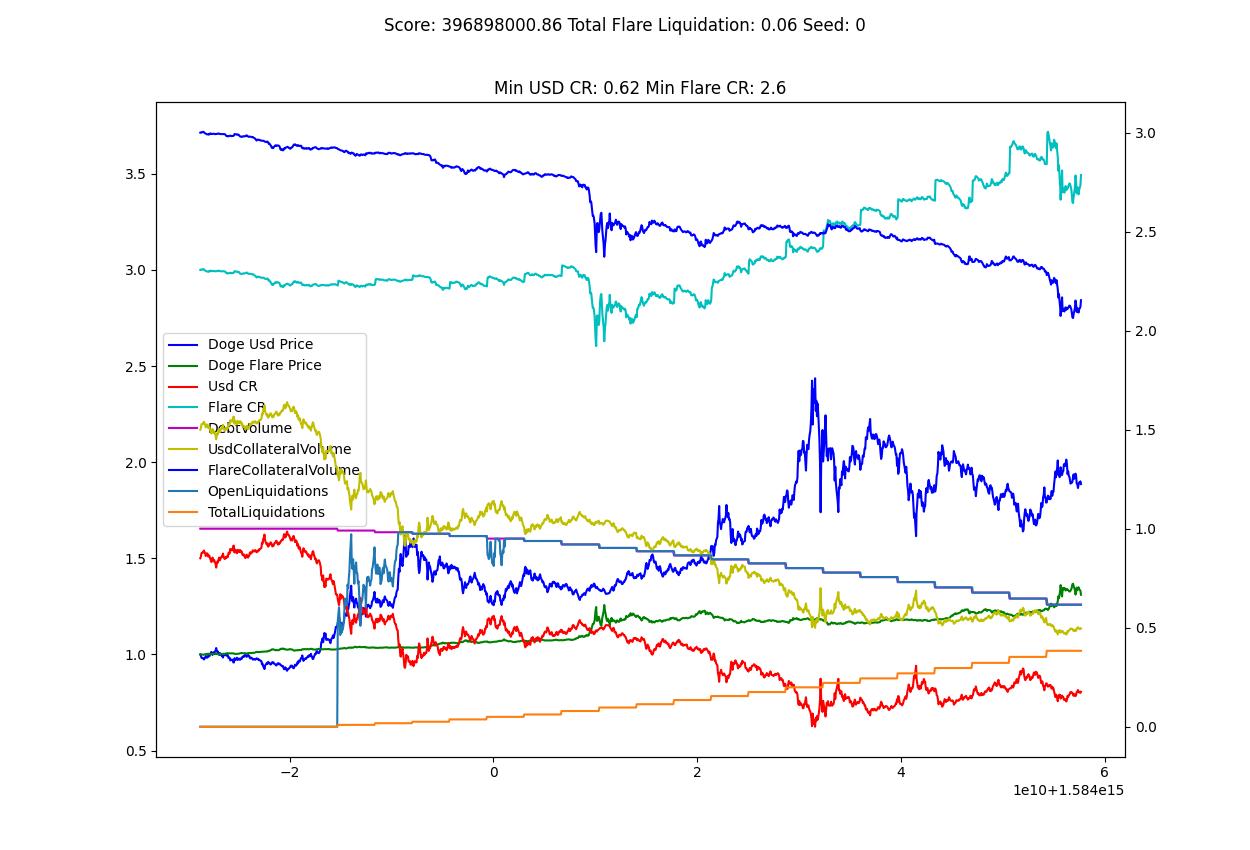 Score: 396898000.86 Total Flare Liquidation: 0.06 Seed: 0
Min USD CR: 0.62 Min Flare CR: 2.6
3.5
3.0
2.5
2.0
1.5
1.0
0.5
Doge Usd Price
Doge Flare Price
Usd CR
Flare CR
DebtVolume
UsdCollateralVolume
FlareCollateralVolume
OpenLiquidations
TotalLiquidations
3.0
2.5
2.0
1.5
1.0
0.5
0.0
−2 0 2 4 6
1e10+1.584e15